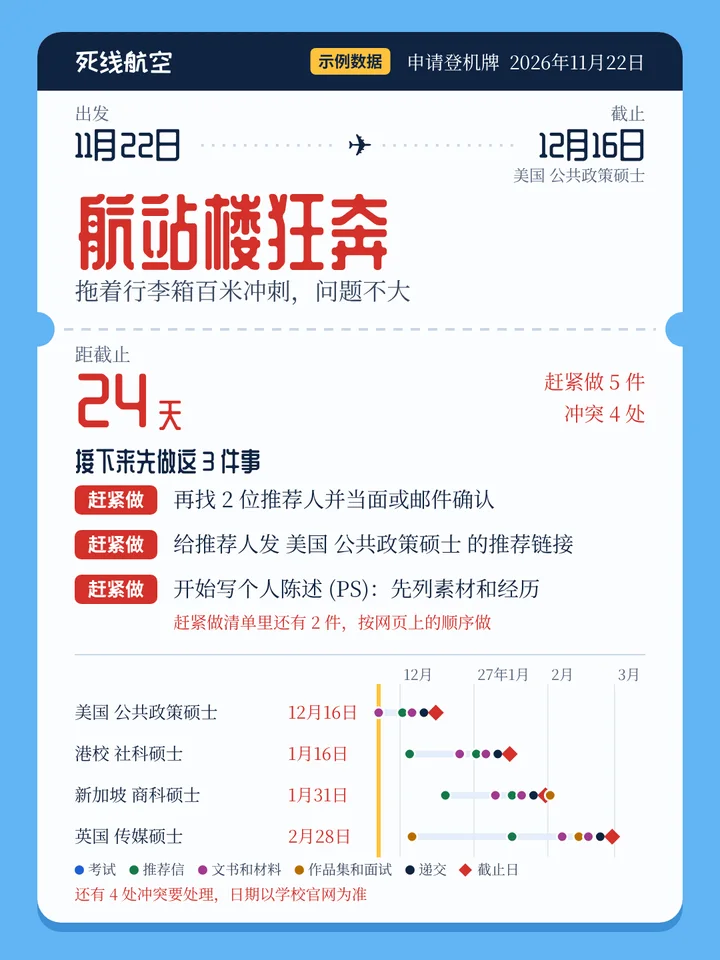 死线航空
示例数据 申请登机牌 2026年11月22日
出发 截止
11月22日 12月16日
美国 公共政策硕士
航站楼狂奔
拖着行李箱百米冲刺，问题不大
距截止
24天
赶紧做 5 件
冲突 4 处
接下来先做这 3 件事
赶紧做 再找 2 位推荐人并当面或邮件确认
赶紧做 给推荐人发 美国 公共政策硕士 的推荐链接
赶紧做 开始写个人陈述 (PS)：先列素材和经历
赶紧做清单里还有 2 件，按网页上的顺序做
12月 27年1月 2月 3月
美国 公共政策硕士 12月16日
港校 社科硕士 1月16日
新加坡 商科硕士 1月31日
英国 传媒硕士 2月28日
考试 推荐信 文书和材料 作品集和面试 递交 截止日
还有 4 处冲突要处理，日期以学校官网为准